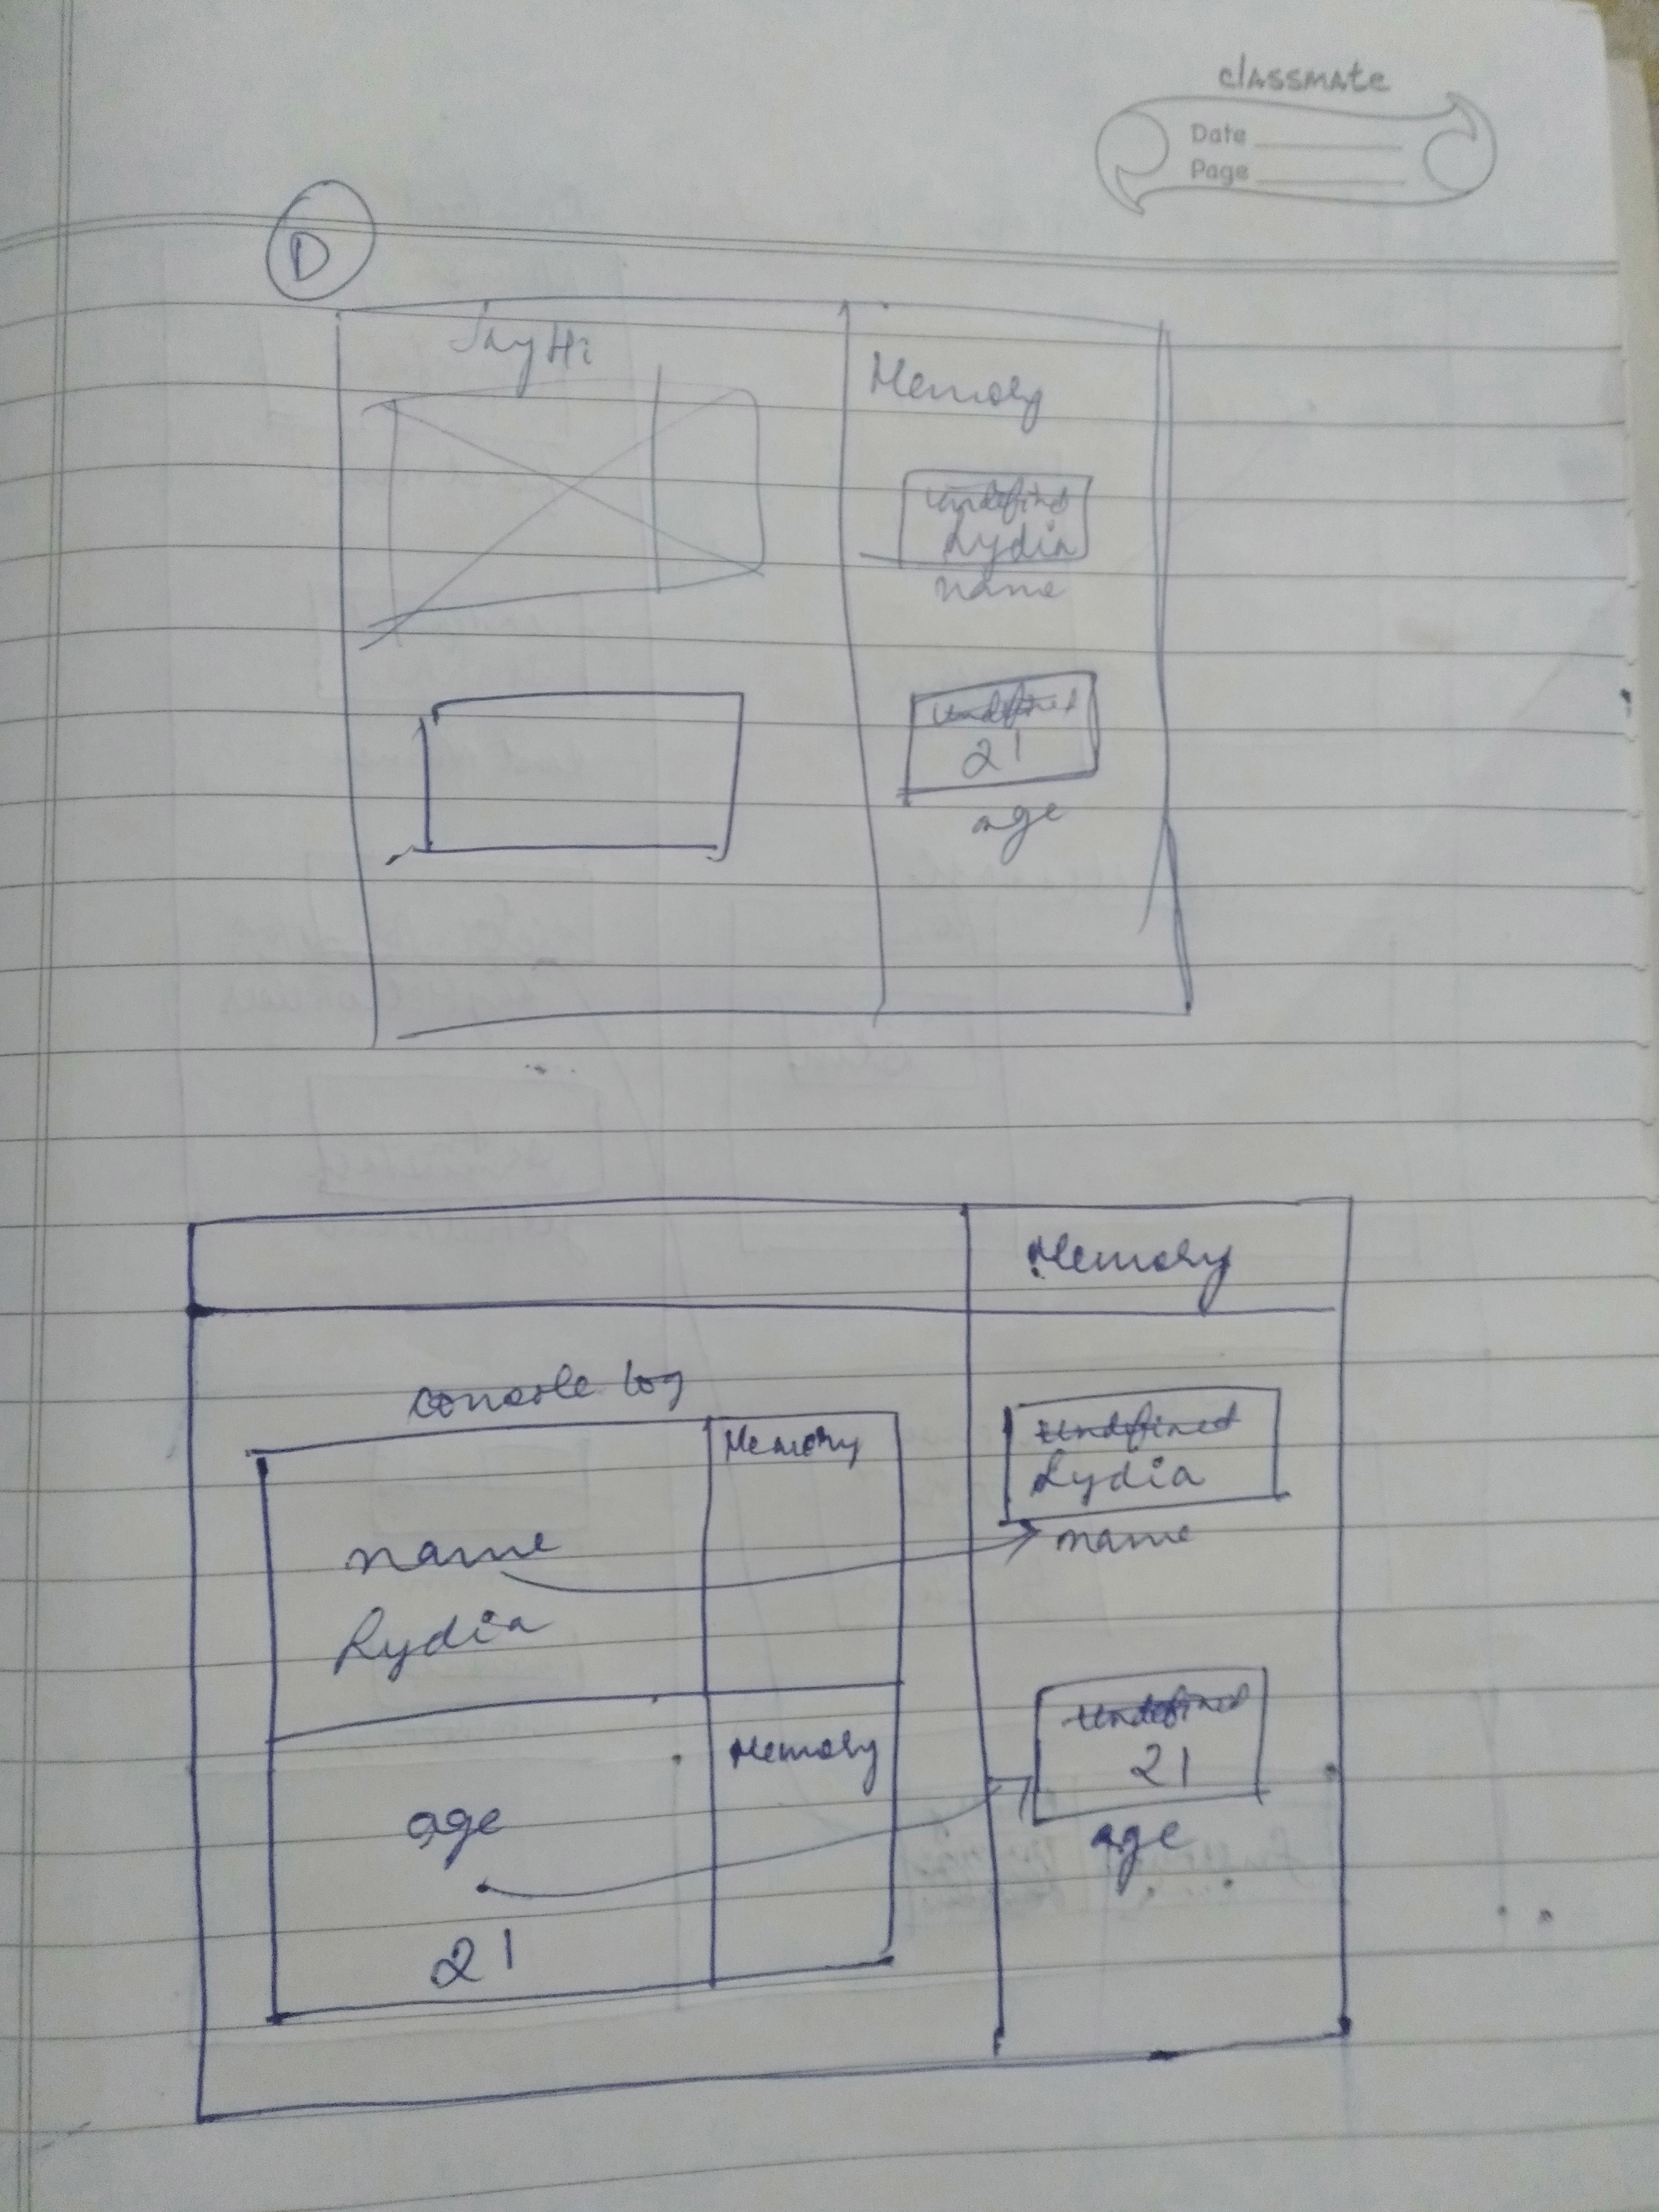 classmate
Date
Page
D
SayHi
Memory
undefined
Lydia
name
undefined
21
age
Memory
console log
Memory
undefined
Lydia
name
name
Lydia
Memory
undefined
21
age
age
21